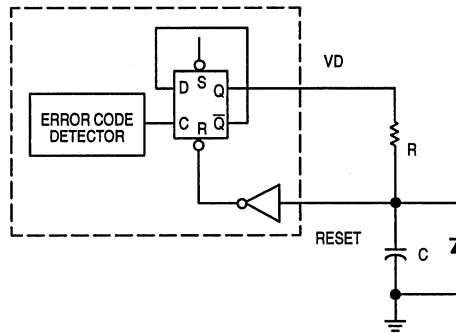 VD
D S Q
ERROR CODE
DETECTOR
C R Q̅
R
RESET
C